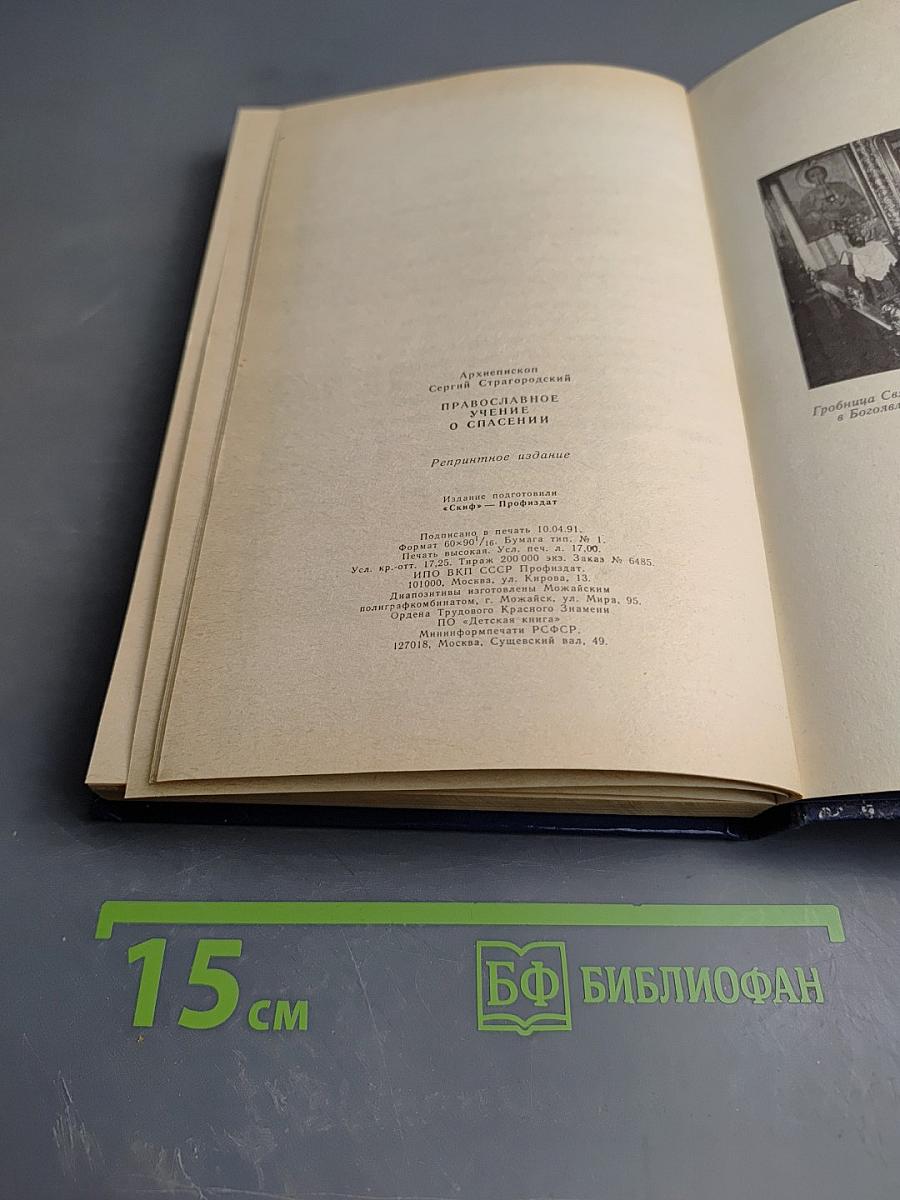 Архиепископ
Сергий Страгородский
ПРАВОСЛАВНОЕ
УЧЕНИЕ
О СПАСЕНИИ
Репринтное издание
Издание подготовили
«Скиф» — Профиздат
Подписано в печать 10.04.91.
Формат 60×90¹/₁₆. Бумага тип. № 1.
Печать высокая. Усл. печ. л. 17,00.
Усл. кр.-отт. 17,25. Тираж 200 000 экз. Заказ № 6485.
ИПО ВКП СССР Профиздат.
101000, Москва, ул. Кирова, 13.
Диапозитивы изготовлены Можайским
полиграфкомбинатом, г. Можайск, ул. Мира, 95.
Ордена Трудового Красного Знамени
ПО «Детская книга»
Мининформпечати РСФСР.
127018, Москва, Сущевский вал, 49.
Гробница
в
15 см
БФ БИБЛИОФАН